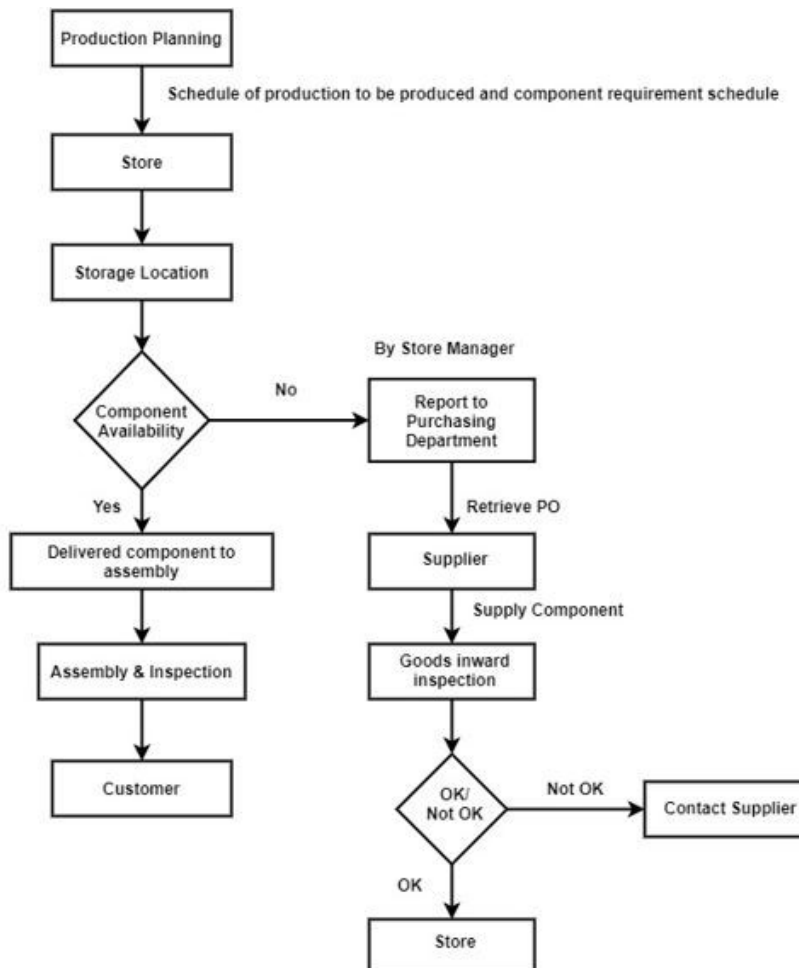 Production Planning
Schedule of production to be produced and component requirement schedule
Store
Storage Location
By Store Manager
Component
Availability
No
Report to
Purchasing
Department
Yes
Retrieve PO
Delivered component to
assembly
Supplier
Supply Component
Assembly & Inspection
Goods inward
inspection
Customer
OK/
Not OK
Not OK
Contact Supplier
OK
Store